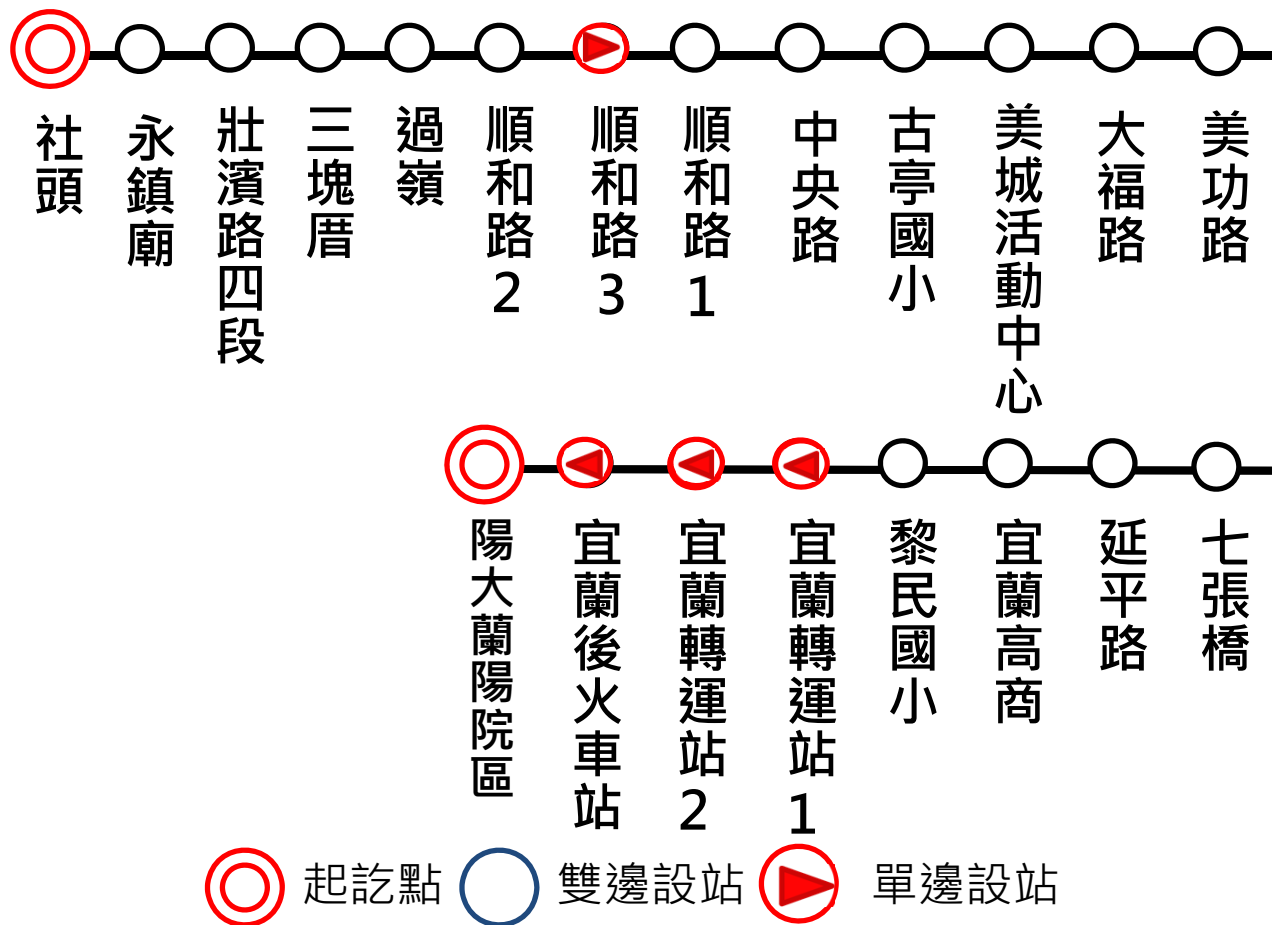 社頭
永鎮廟
壯濱路四段
三塊厝
過嶺
順和路2
順和路3
順和路1
中央路
古亭國小
美城活動中心
大福路
美功路
陽大蘭陽院區
宜蘭後火車站
宜蘭轉運站2
宜蘭轉運站1
黎民國小
宜蘭高商
延平路
七張橋
起訖點
雙邊設站
單邊設站